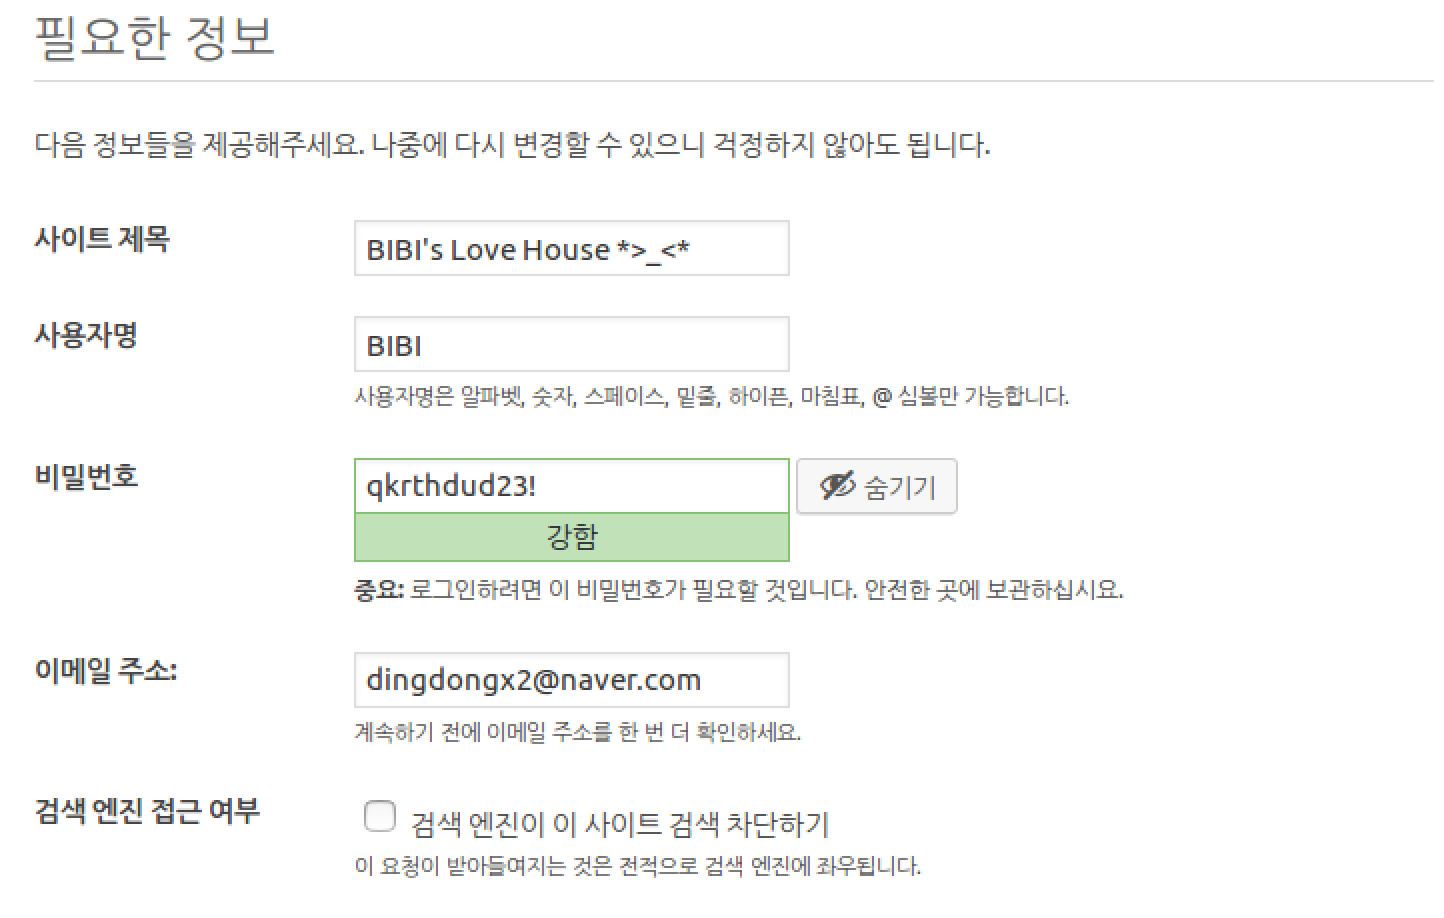 필요한 정보
다음 정보들을 제공해주세요. 나중에 다시 변경할 수 있으니 걱정하지 않아도 됩니다.
사이트 제목
BIBI's Love House *>_<*
사용자명
BIBI
사용자명은 알파벳, 숫자, 스페이스, 밑줄, 하이픈, 마침표, @ 심볼만 가능합니다.
비밀번호
qkrthdud23!
숨기기
강함
중요: 로그인하려면 이 비밀번호가 필요할 것입니다. 안전한 곳에 보관하십시요.
이메일 주소:
dingdongx2@naver.com
계속하기 전에 이메일 주소를 한 번 더 확인하세요.
검색 엔진 접근 여부
검색 엔진이 이 사이트 검색 차단하기
이 요청이 받아들여지는 것은 전적으로 검색 엔진에 좌우됩니다.